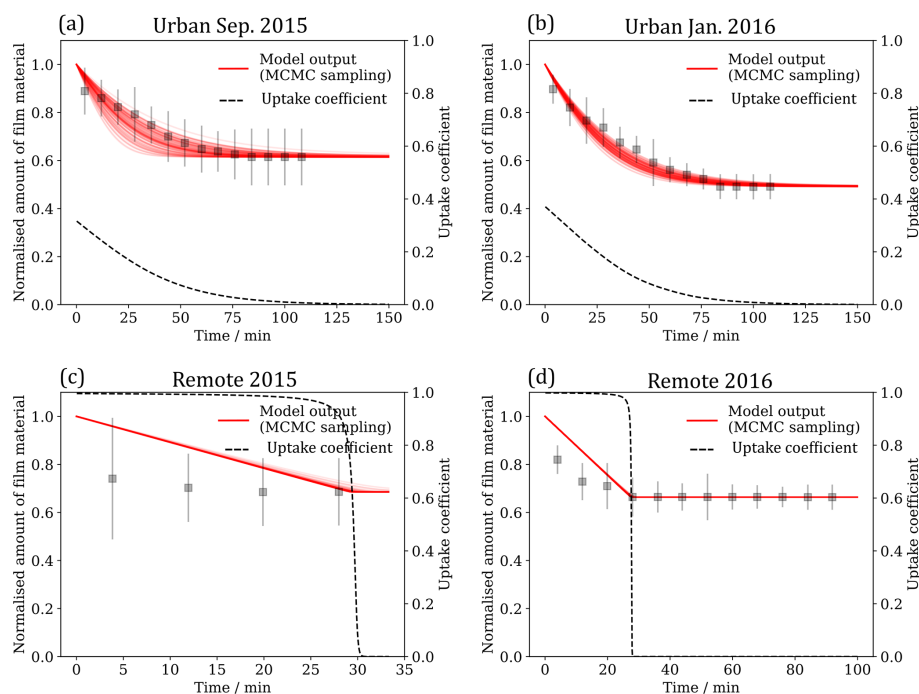 (a) Urban Sep. 2015
Normalised amount of film material
1.0
0.8
0.6
0.4
0.2
0.0
Model output
(MCMC sampling)
Uptake coefficient
1.0
0.8
0.6
0.4
0.2
0.0
Uptake coefficient
0 25 50 75 100 125 150
Time / min
(b) Urban Jan. 2016
Normalised amount of film material
1.0
0.8
0.6
0.4
0.2
0.0
Model output
(MCMC sampling)
Uptake coefficient
1.0
0.8
0.6
0.4
0.2
0.0
Uptake coefficient
0 25 50 75 100 125 150
Time / min
(c) Remote 2015
Normalised amount of film material
1.0
0.8
0.6
0.4
0.2
0.0
Model output
(MCMC sampling)
Uptake coefficient
1.0
0.8
0.6
0.4
0.2
0.0
Uptake coefficient
0 5 10 15 20 25 30 33
Time / min
(d) Remote 2016
Normalised amount of film material
1.0
0.8
0.6
0.4
0.2
0.0
Model output
(MCMC sampling)
Uptake coefficient
1.0
0.8
0.6
0.4
0.2
0.0
Uptake coefficient
0 20 40 60 80 100
Time / min